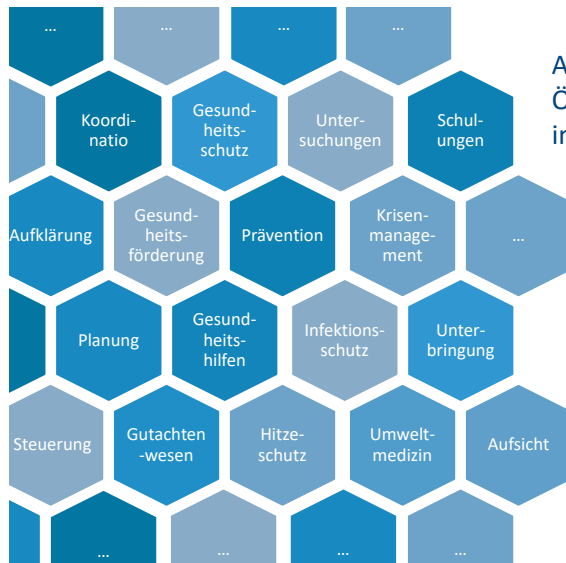 ...
...
...
...
Koordi-
natio
Gesund-
heits-
schutz
Unter-
suchungen
Schul-
ungen
A
Ö
in
Aufklärung
Gesund-
heits-
förderung
Prävention
Krisen-
manage-
ment
...
Planung
Gesund-
heits-
hilfen
Infektions-
schutz
Unter-
bringung
Steuerung
Gutachten
-wesen
Hitze-
schutz
Umwelt-
medizin
Aufsicht
...
...
...
...